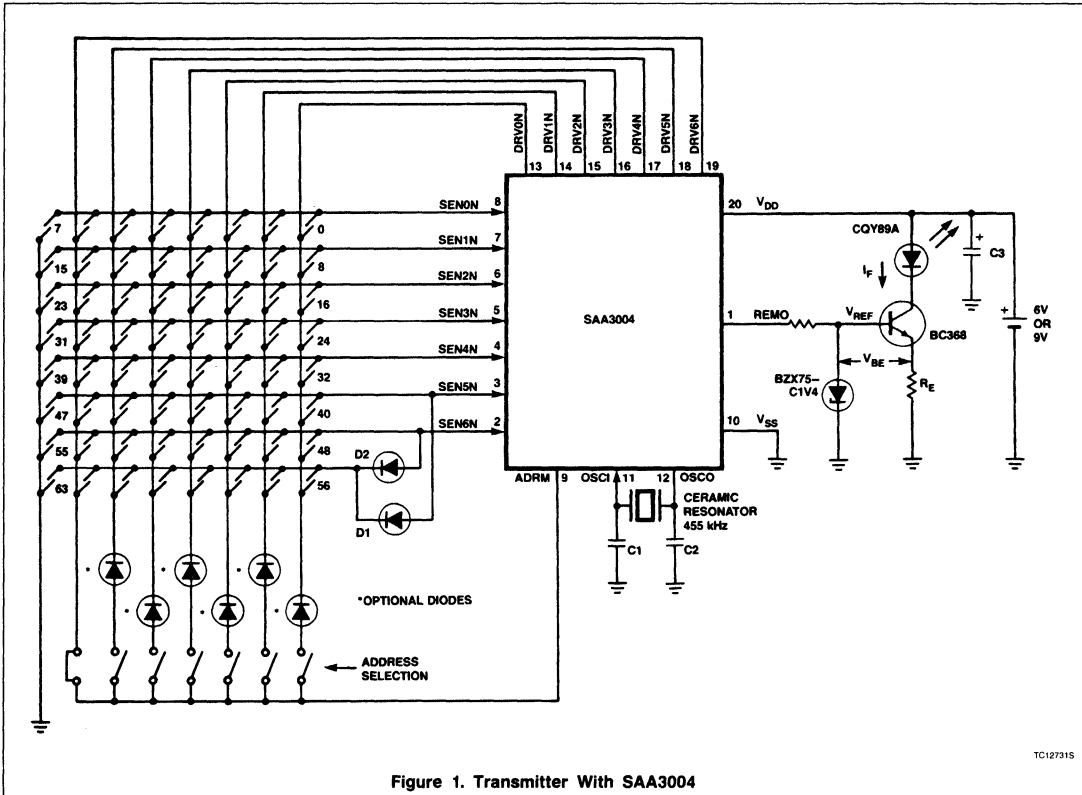 DRV0N
DRV1N
DRV2N
DRV3N
DRV4N
DRV5N
DRV6N
13 14 15 16 17 18 19
SEN0N 8
SEN1N 7
SEN2N 6
SEN3N 5
SEN4N 4
SEN5N 3
SEN6N 2
7 0
15 8
23 16
31 24
39 32
47 40
55 48
63 56
SAA3004
20 VDD
CQY89A
IF
+
C3
+
6V
OR
9V
1 REMO
VREF
BC368
VBE
BZX75–
C1V4
RE
10 VSS
D2
D1
ADRM 9
OSCI 11
12 OSCO
CERAMIC
RESONATOR
455 kHz
C1
C2
* * *
* * *
*OPTIONAL DIODES
ADDRESS
SELECTION
TC12731S
Figure 1. Transmitter With SAA3004